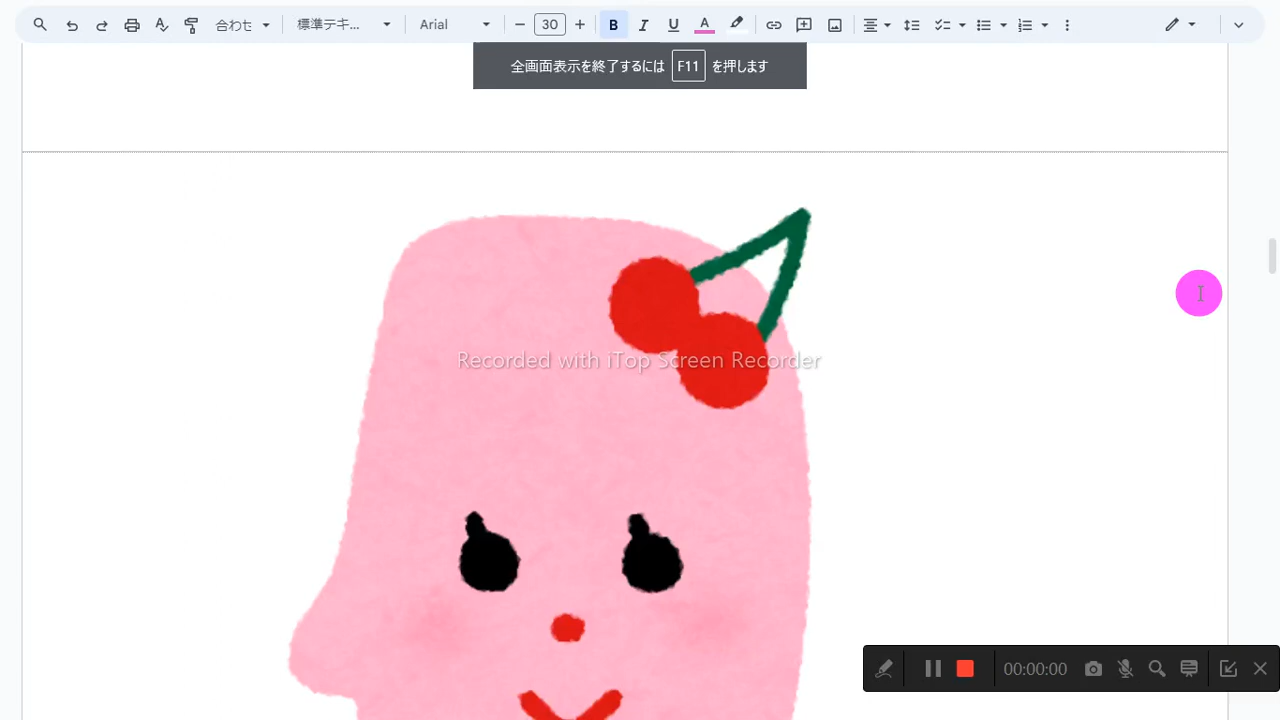 合わせ 標準テキ... Arial 30 B I U A
全画面表示を終了するには F11 を押します
Recorded with iTop Screen Recorder
00:00:00